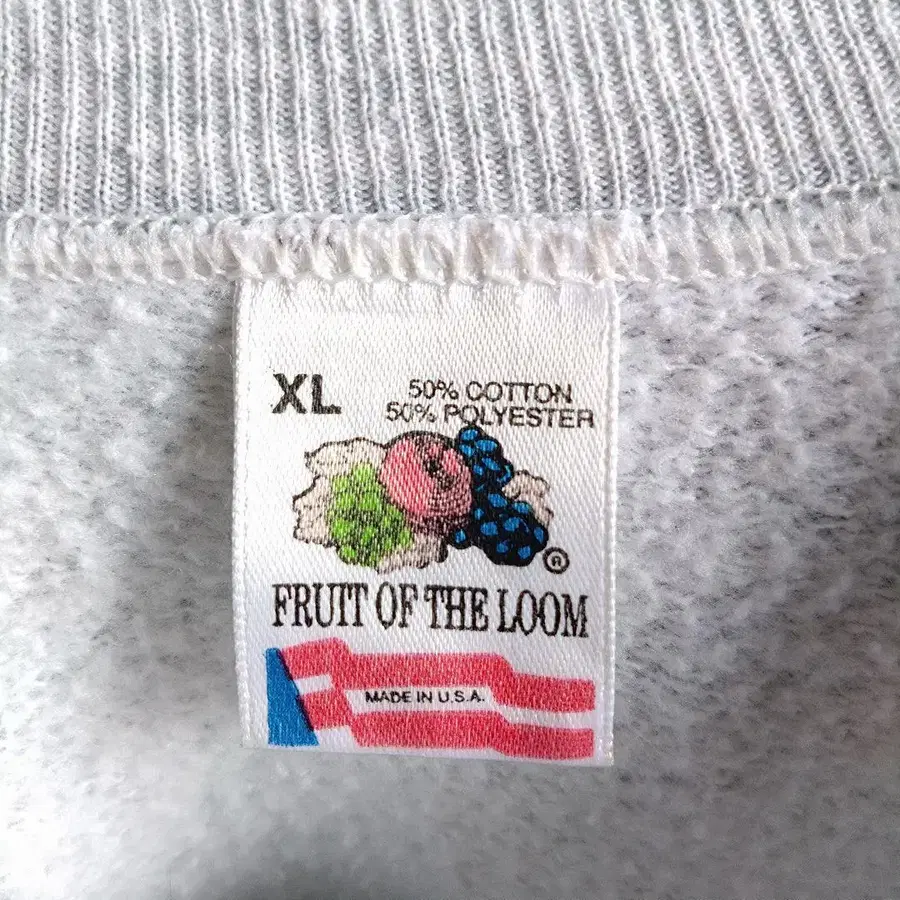 XL
50% COTTON
50% POLYESTER
®
FRUIT OF THE LOOM
MADE IN U.S.A.